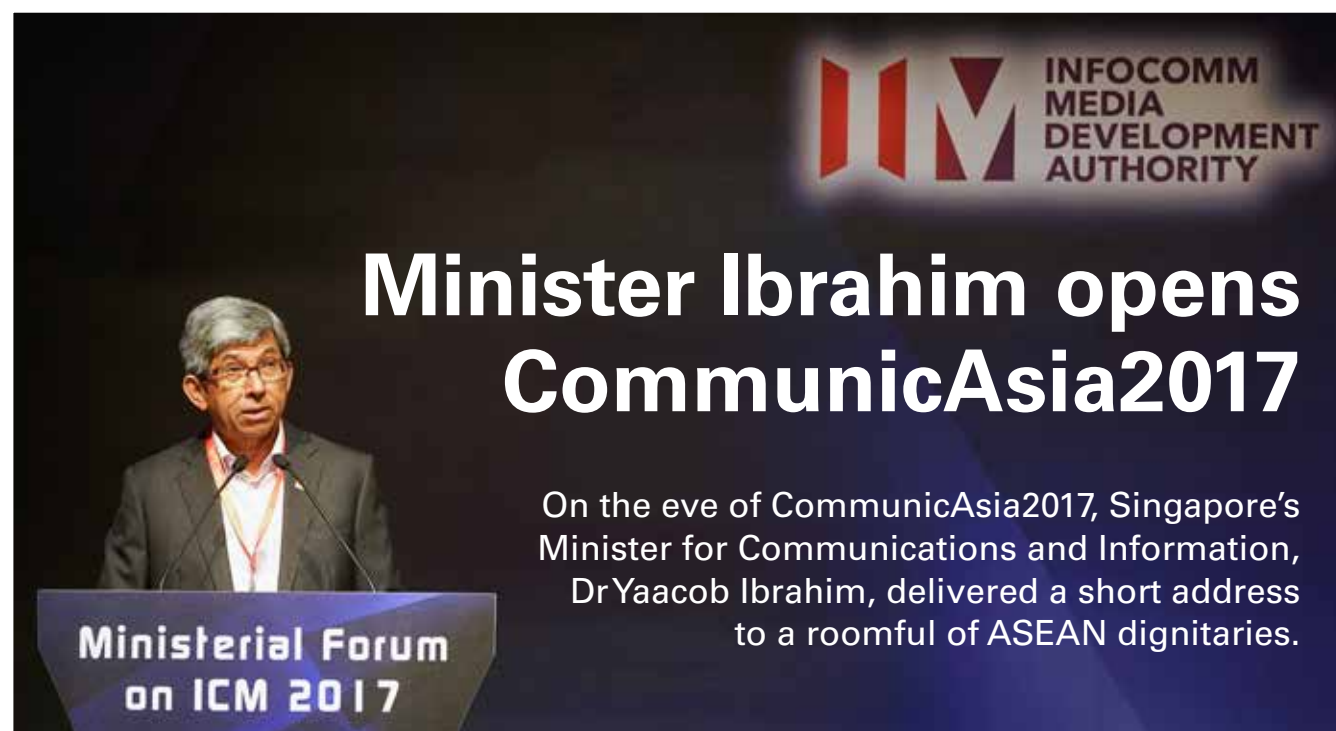 INFOCOMM
MEDIA
DEVELOPMENT
AUTHORITY
Minister Ibrahim opens
CommunicAsia2017
On the eve of CommunicAsia2017, Singapore’s
Minister for Communications and Information,
Dr Yaacob Ibrahim, delivered a short address
to a roomful of ASEAN dignitaries.
Ministerial Forum
on ICM 2017